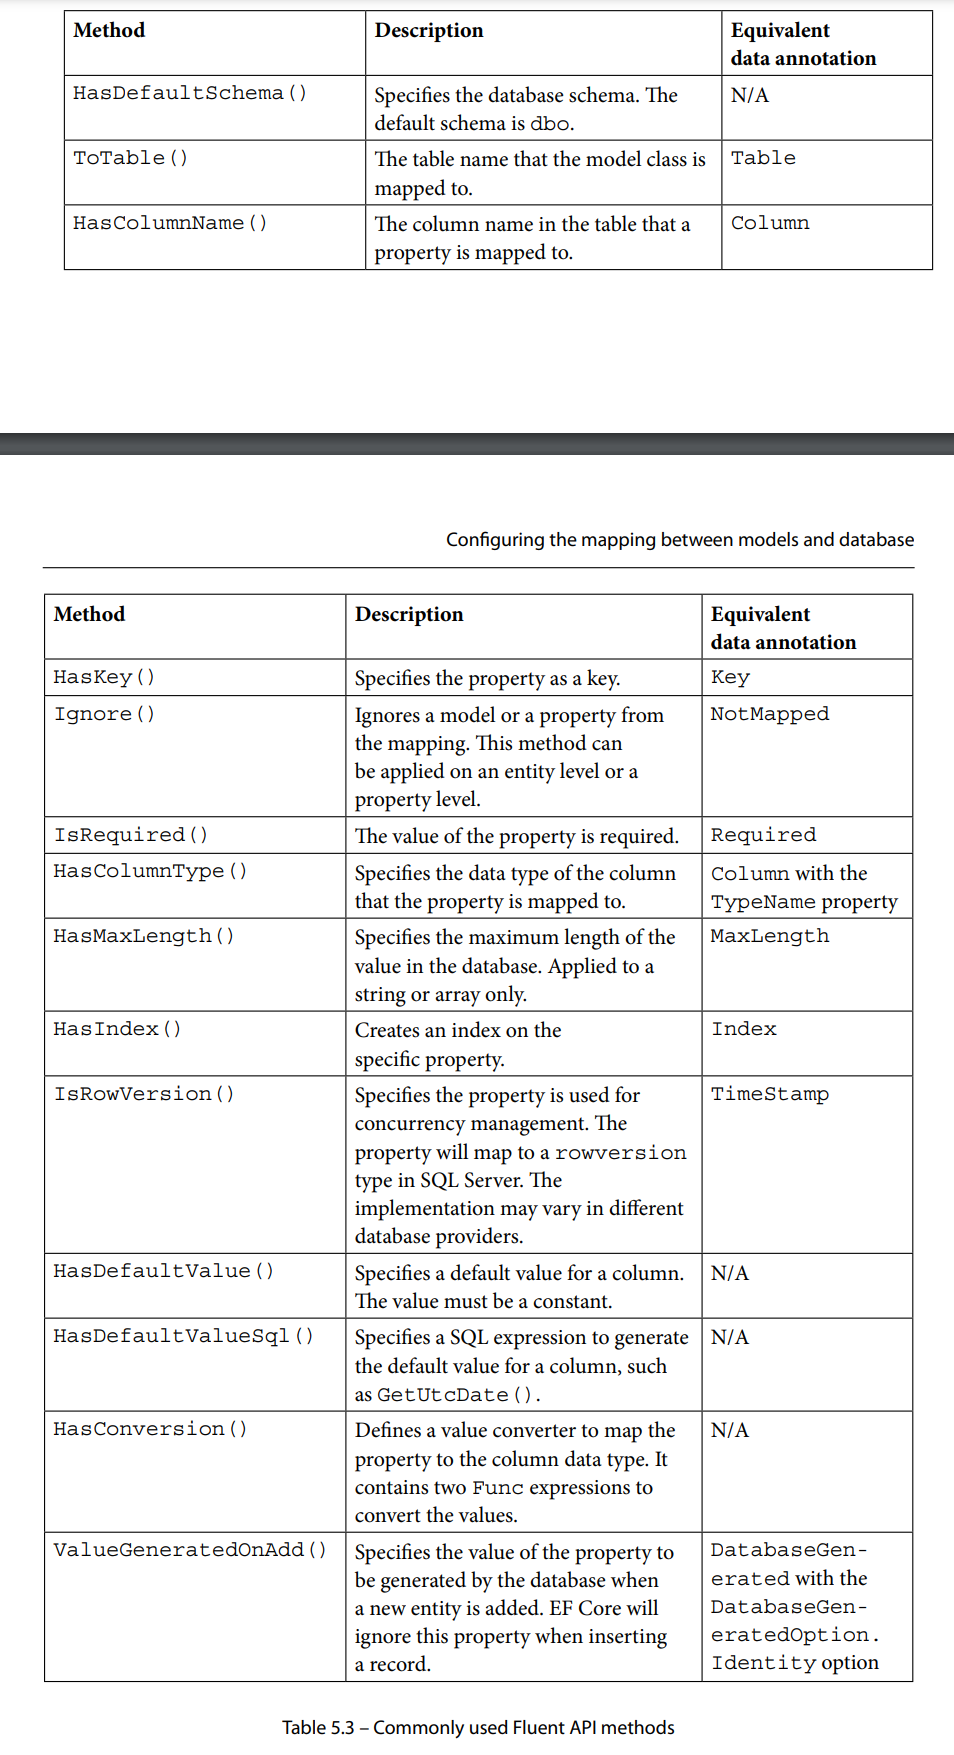 Method Description Equivalent
data annotation
HasDefaultSchema() Specifies the database schema. The N/A
default schema is dbo.
ToTable() The table name that the model class is Table
mapped to.
HasColumnName() The column name in the table that a Column
property is mapped to.
Configuring the mapping between models and database
Method Description Equivalent
data annotation
HasKey() Specifies the property as a key. Key
Ignore() Ignores a model or a property from NotMapped
the mapping. This method can
be applied on an entity level or a
property level.
IsRequired() The value of the property is required. Required
HasColumnType() Specifies the data type of the column Column with the
that the property is mapped to. TypeName property
HasMaxLength() Specifies the maximum length of the MaxLength
value in the database. Applied to a
string or array only.
HasIndex() Creates an index on the Index
specific property.
IsRowVersion() Specifies the property is used for TimeStamp
concurrency management. The
property will map to a rowversion
type in SQL Server. The
implementation may vary in different
database providers.
HasDefaultValue() Specifies a default value for a column. N/A
The value must be a constant.
HasDefaultValueSql() Specifies a SQL expression to generate N/A
the default value for a column, such
as GetUtcDate().
HasConversion() Defines a value converter to map the N/A
property to the column data type. It
contains two Func expressions to
convert the values.
ValueGeneratedOnAdd() Specifies the value of the property to DatabaseGen-
be generated by the database when erated with the
a new entity is added. EF Core will DatabaseGen-
ignore this property when inserting eratedOption.
a record. Identity option
Table 5.3 – Commonly used Fluent API methods